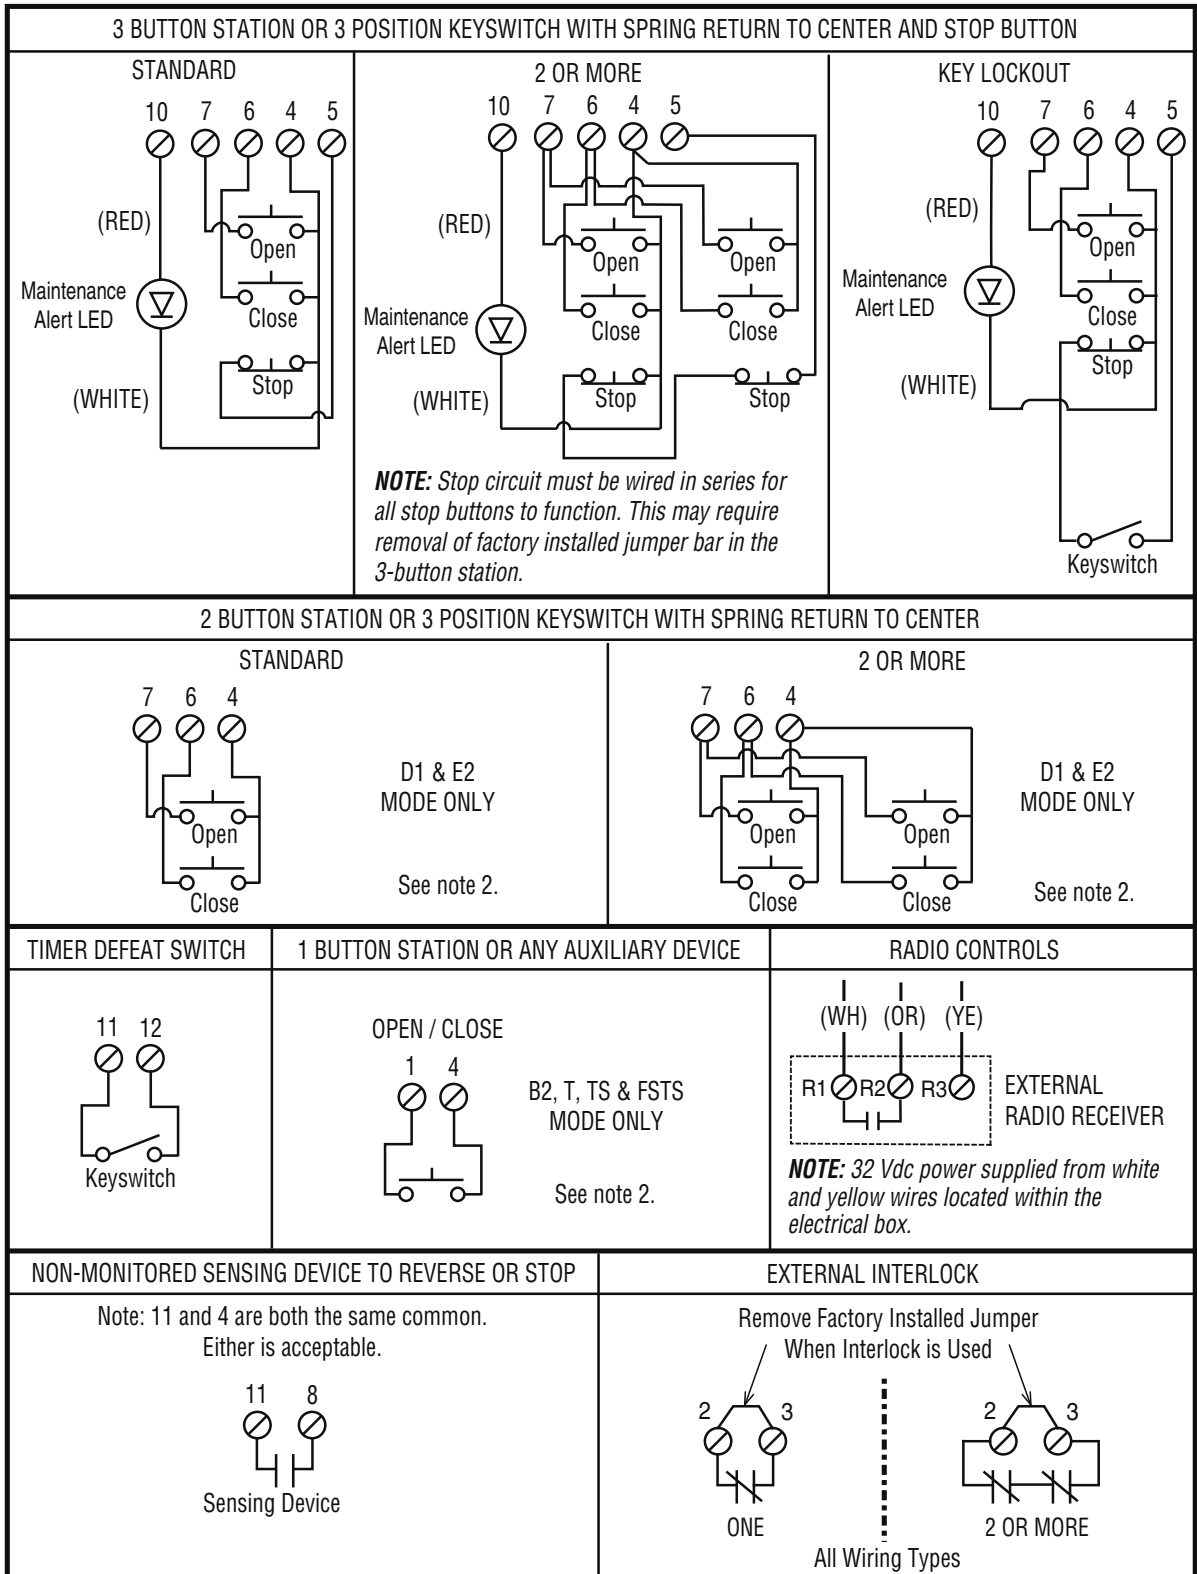 3 BUTTON STATION OR 3 POSITION KEYSWITCH WITH SPRING RETURN TO CENTER AND STOP BUTTON
STANDARD
10 7 6 4 5
(RED)
Open
Maintenance
Alert LED
Close
(WHITE)
Stop
2 OR MORE
10 7 6 4 5
(RED)
Open Open
Maintenance
Alert LED
Close Close
(WHITE)
Stop Stop
NOTE: Stop circuit must be wired in series for
all stop buttons to function. This may require
removal of factory installed jumper bar in the
3-button station.
KEY LOCKOUT
10 7 6 4 5
(RED)
Open
Maintenance
Alert LED
Close
Stop
(WHITE)
Keyswitch
2 BUTTON STATION OR 3 POSITION KEYSWITCH WITH SPRING RETURN TO CENTER
STANDARD
7 6 4
D1 & E2
MODE ONLY
Open
See note 2.
Close
2 OR MORE
7 6 4
D1 & E2
MODE ONLY
Open Open
See note 2.
Close Close
TIMER DEFEAT SWITCH
11 12
Keyswitch
1 BUTTON STATION OR ANY AUXILIARY DEVICE
OPEN / CLOSE
1 4
B2, T, TS & FSTS
MODE ONLY
See note 2.
RADIO CONTROLS
(WH) (OR) (YE)
R1 R2 R3
EXTERNAL
RADIO RECEIVER
NOTE: 32 Vdc power supplied from white
and yellow wires located within the
electrical box.
NON-MONITORED SENSING DEVICE TO REVERSE OR STOP
Note: 11 and 4 are both the same common.
Either is acceptable.
11 8
Sensing Device
EXTERNAL INTERLOCK
Remove Factory Installed Jumper
When Interlock is Used
2 3 2 3
ONE 2 OR MORE
All Wiring Types